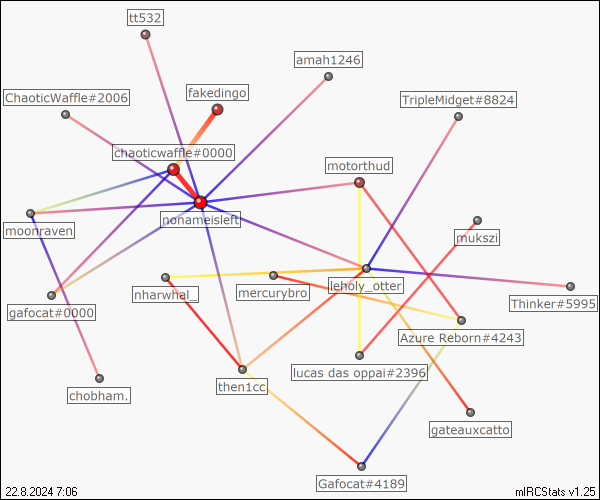 tt532
amah1246
fakedingo
ChaoticWaffle#2006
TripleMidget#8824
chaoticwaffle#0000
motorthud
nonameisleft
moonraven
mukszi
leholy_otter
nharwhal_
mercurybro
Thinker#5995
gafocat#0000
Azure Reborn#4243
lucas das oppai#2396
then1cc
chobham.
gateauxcatto
Gafocat#4189
22.8.2024 7:06
mIRCStats v1.25